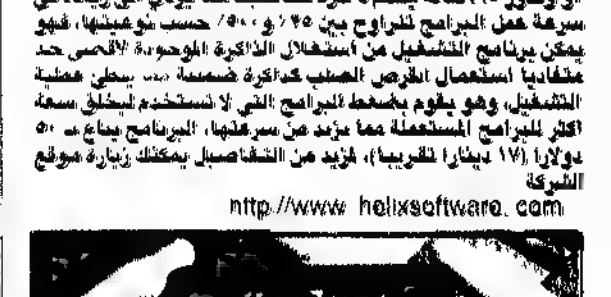 سرعة عمل البرامج تتراوح بين ٢٥٪ و٥٠٠٪ حسب نوعيتها، فهو
يمكن برنامج التشغيل من استغلال الذاكرة الموجودة لأقصى حد
متفاديا استعمال القرص الصلب كذاكرة ضمنية مما يبطئ عملية
التشغيل، وهو يقوم بضغط البرامج التي لا تستخدم ليخلق سعة
اكثر للبرامج المستعملة مما يزيد من سرعتها، البرنامج يباع بـ ٥٠
دولارا (١٧ دينارا تقريبا)، لمزيد من التفاصيل يمكنك زيارة موقع
الشركة
http://www helixsoftware. com